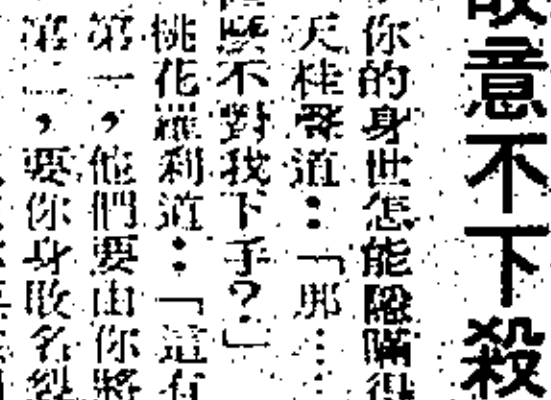 意不下殺
你的身世怎能隱瞞得
天桂哥道：「那……
不對我下手？」
桃花羅刹道：「這有
第一，他們要由你將
第二，要你身敗名裂